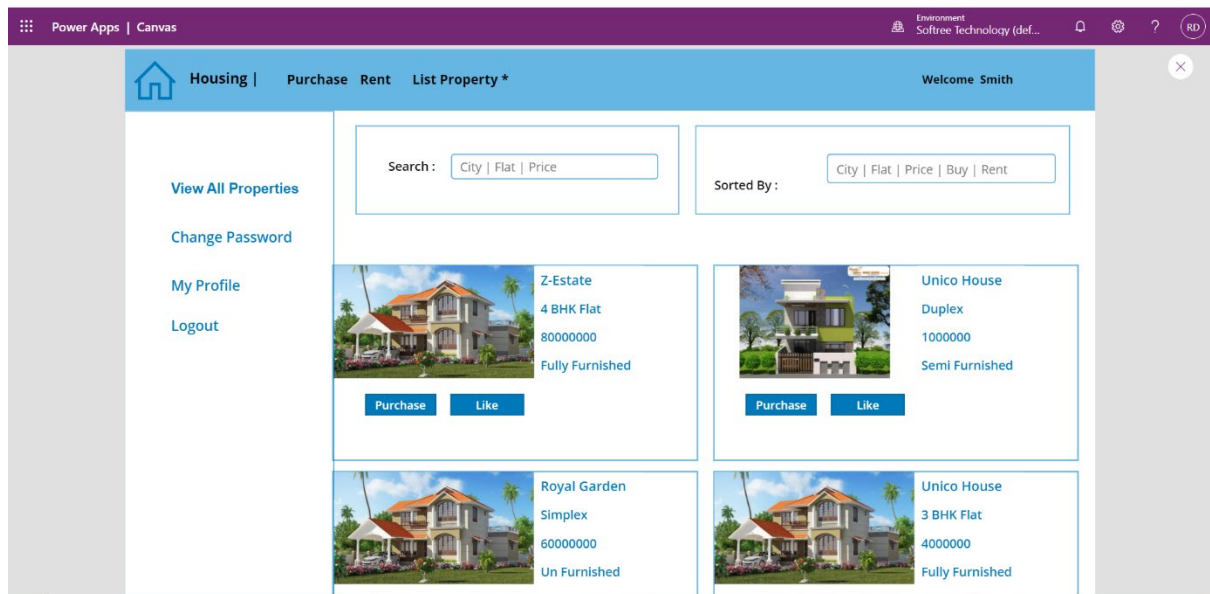 Power Apps | Canvas
Environment
Softree Technology (def...
?
RD
Housing | Purchase Rent List Property *
Welcome Smith
View All Properties
Change Password
My Profile
Logout
Search : City | Flat | Price
Sorted By : City | Flat | Price | Buy | Rent
Z-Estate
4 BHK Flat
80000000
Fully Furnished
Purchase Like
Unico House
Duplex
1000000
Semi Furnished
Purchase Like
Royal Garden
Simplex
60000000
Un Furnished
Unico House
3 BHK Flat
4000000
Fully Furnished